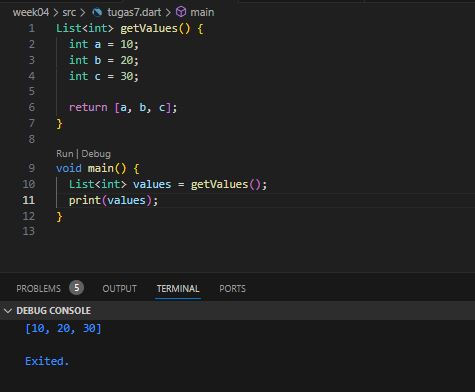 week04 > src > tugas7.dart > main
1 List<int> getValues() {
2 int a = 10;
3 int b = 20;
4 int c = 30;
5
6 return [a, b, c];
7 }
8
Run | Debug
9 void main() {
10 List<int> values = getValues();
11 print(values);
12 }
13
PROBLEMS 5 OUTPUT TERMINAL PORTS
DEBUG CONSOLE
[10, 20, 30]
Exited.